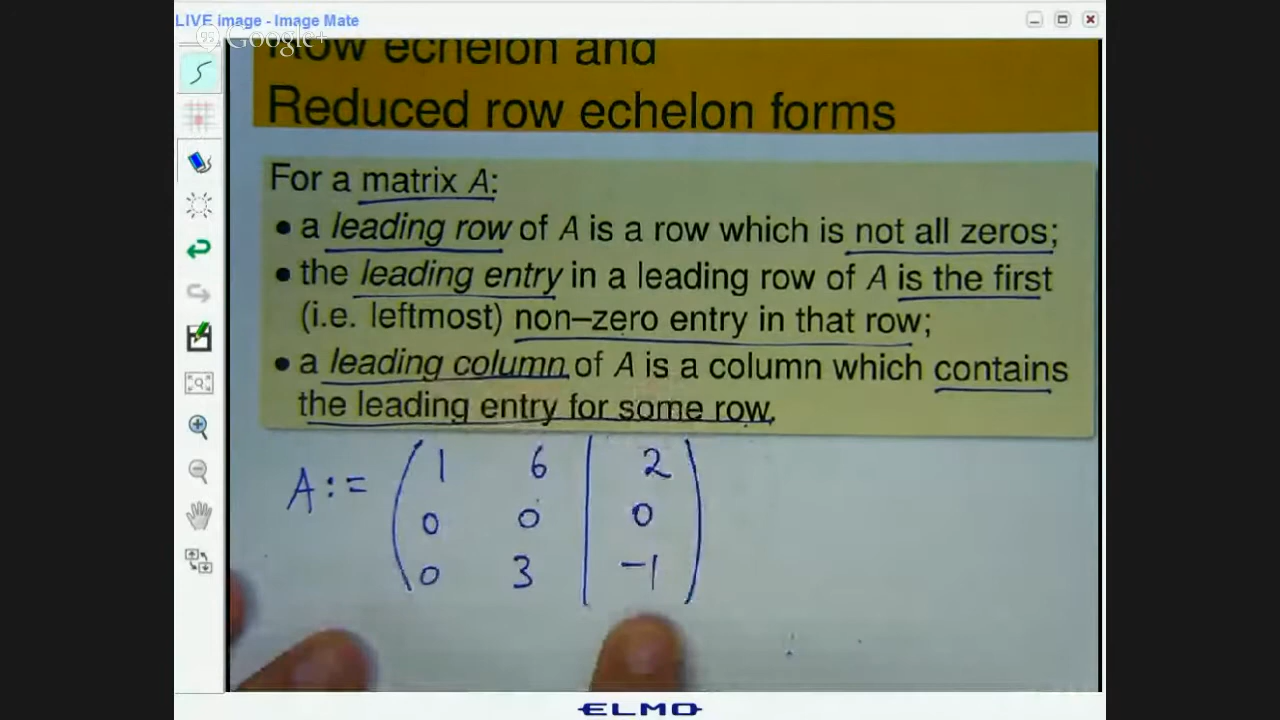 LIVE image - Image Mate
95 Google+
Row echelon and
Reduced row echelon forms
For a matrix A:
• a leading row of A is a row which is not all zeros;
• the leading entry in a leading row of A is the first
(i.e. leftmost) non–zero entry in that row;
• a leading column of A is a column which contains
the leading entry for some row.
A := ( 1 6 | 2 )
0 0 | 0
0 3 | -1
ELMO